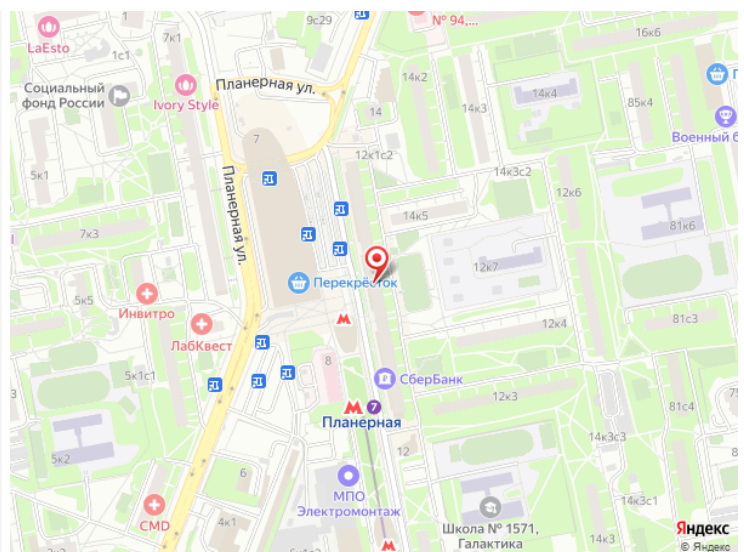 LaEsto
7к1
1с1
9с29
№ 94,...
16к6
Социальный
фонд России
Ivory Style
Планерная ул.
14к2
14
14к3
14к4
85к4
Военный б
7
12к1с2
5к1
14к3с2
12к6
Планерная ул.
14к5
81к6
7к3
12к7
Перекрёсток
5к5
Инвитро
ЛабКвест
81с3
12к4
8
5к1с1
СберБанк
12к3
7
Планерная
81с4
14к3с3
5к2
12
14к3с1
6
МПО
Электромонтаж
CMD
4к1
Школа № 1571,
Галактика
6к1с2
Яндекс
© Яндекс